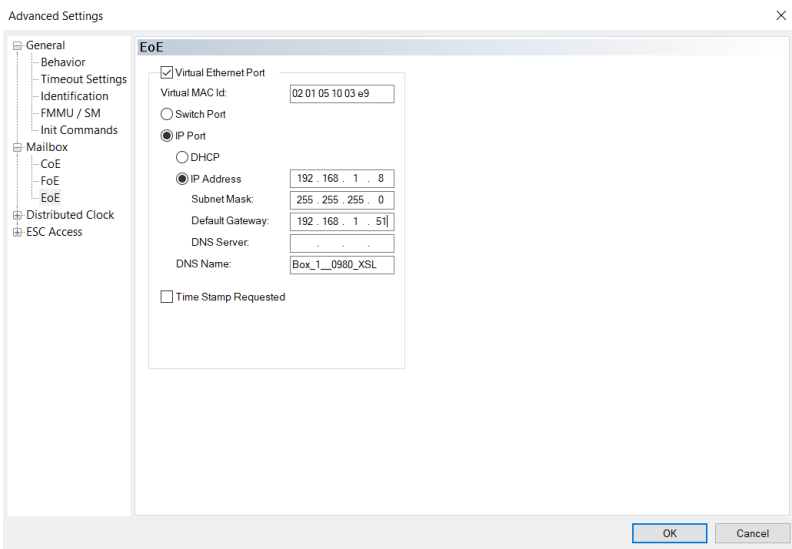 Advanced Settings
General
Behavior
Timeout Settings
Identification
FMMU / SM
Init Commands
Mailbox
CoE
FoE
EoE
Distributed Clock
ESC Access
EoE
Virtual Ethernet Port
Virtual MAC Id: 02 01 05 10 03 e9
Switch Port
IP Port
DHCP
IP Address 192 . 168 . 1 . 8
Subnet Mask: 255 . 255 . 255 . 0
Default Gateway: 192 . 168 . 1 . 51
DNS Server: . . .
DNS Name: Box_1__0980_XSL
Time Stamp Requested
OK Cancel